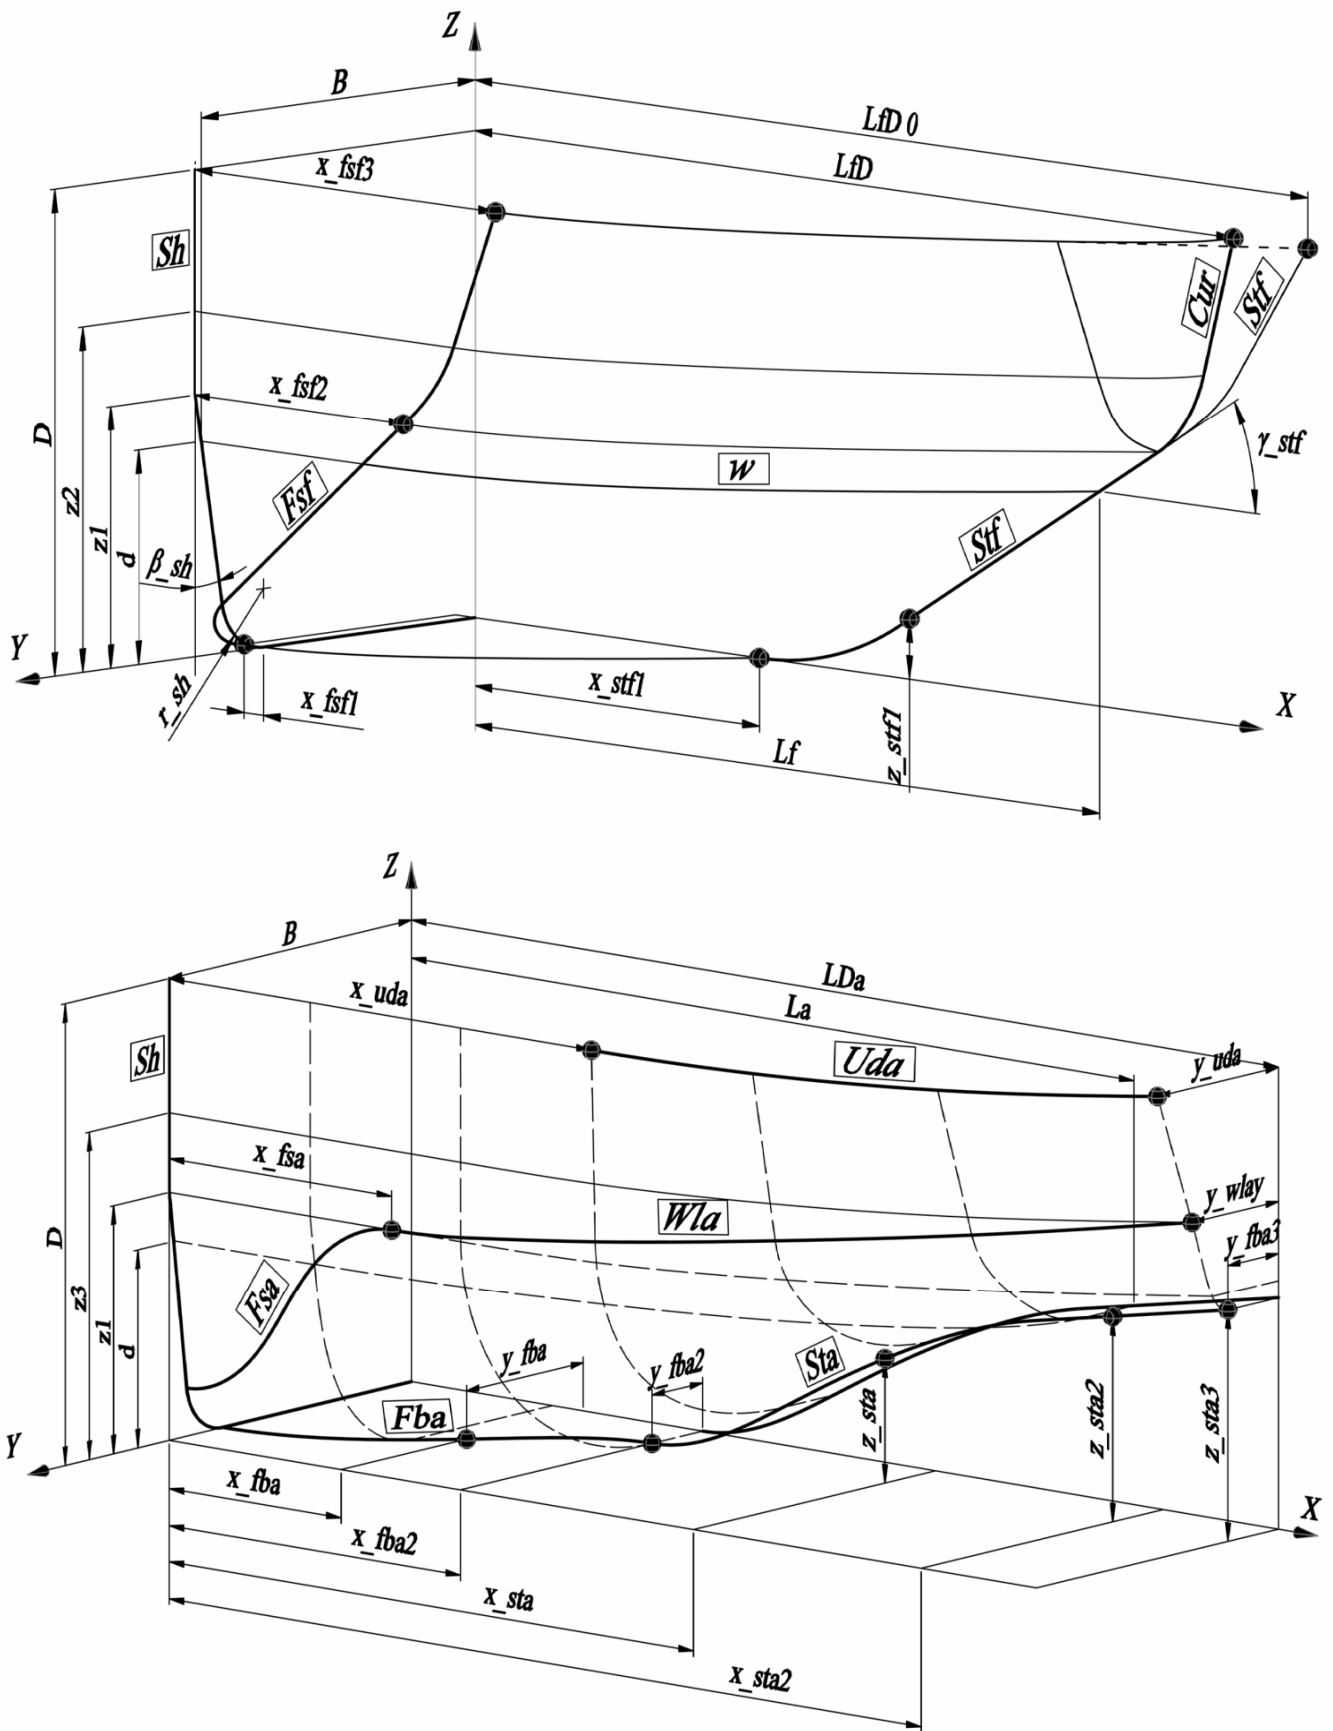 Z
B
LfD 0
x_fsf3
LfD
Sh
Cur
Stf
x_fsf2
D
z2
Fsf
w
γ_stf
z1
d
β_sh
Stf
Y
r_sh
x_fsf1
x_stf1
X
z_stf1
Lf
Z
B
LDa
x_uda
La
Sh
Uda
y_uda
x_fsa
Wla
y_wlay
D
y_fba3
z3
Fsa
z1
d
y_fba
y_fba2
Sta
z_sta
z_sta2
z_sta3
Fba
Y
x_fba
X
x_fba2
x_sta
x_sta2